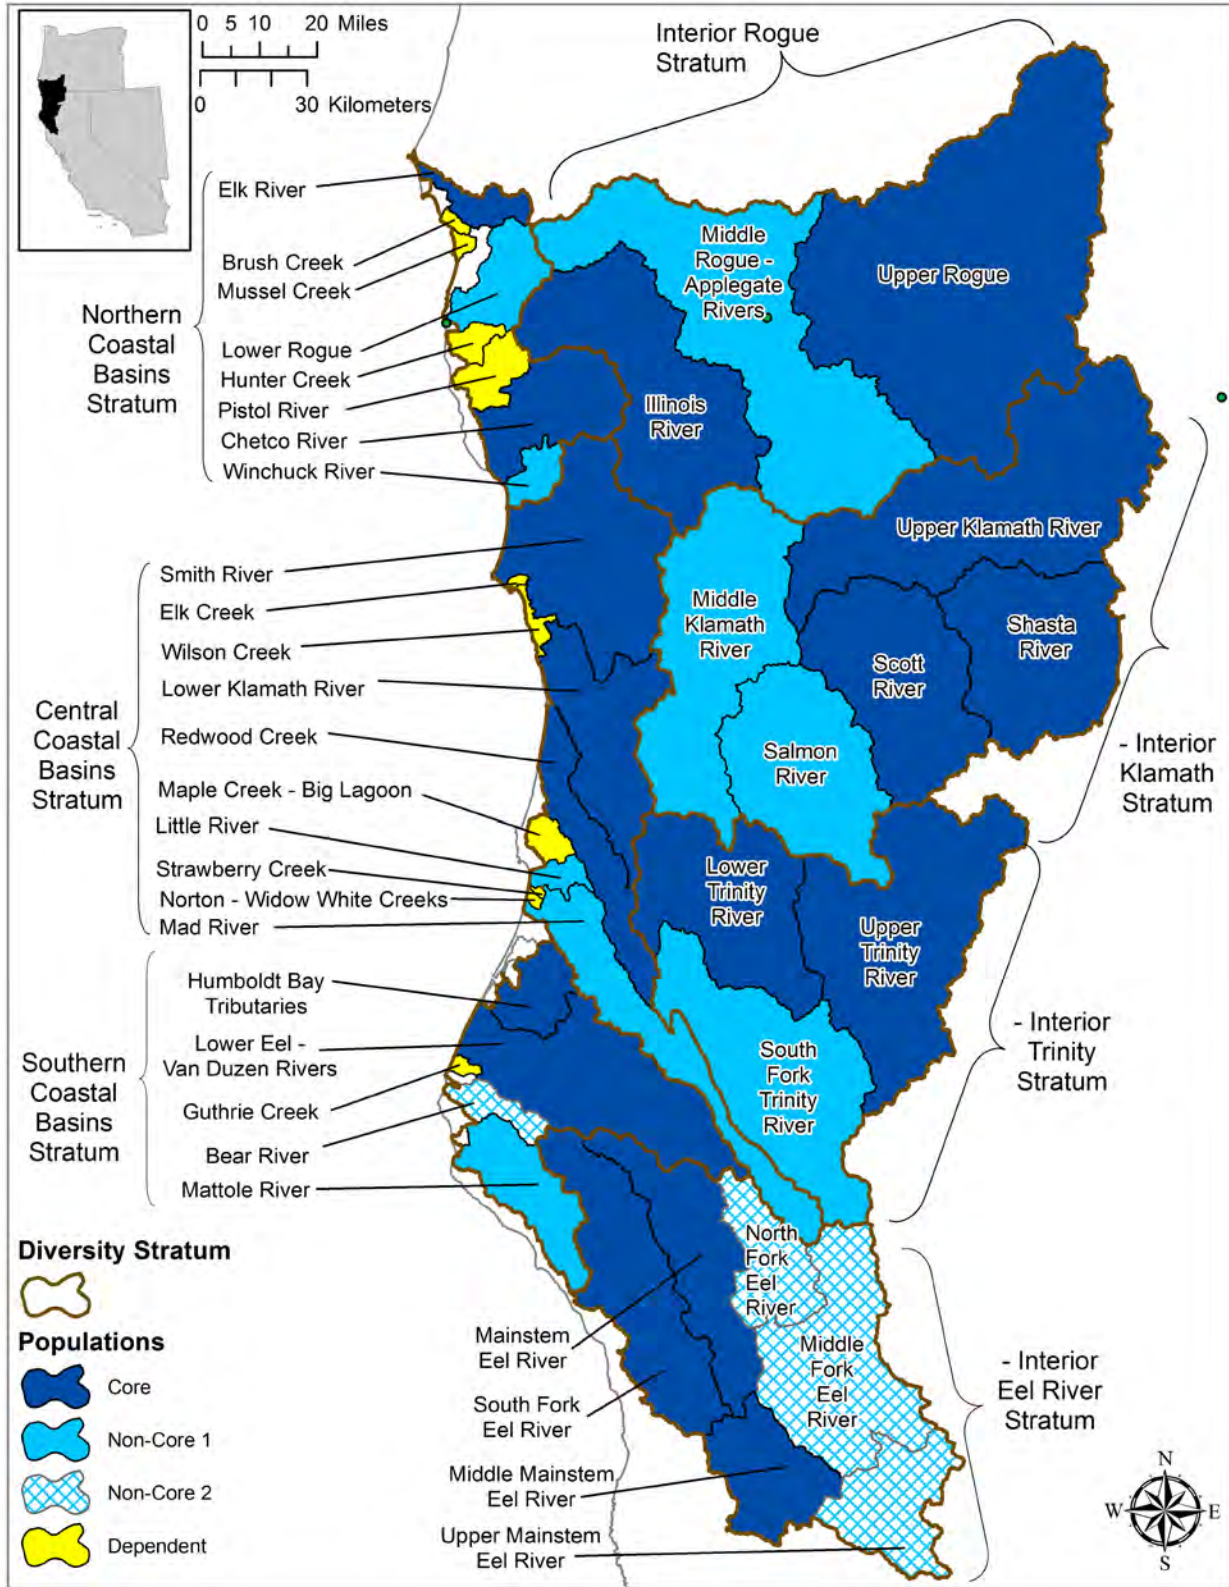 0 5 10 20 Miles
0 30 Kilometers
Interior Rogue
Stratum
Elk River
Brush Creek
Mussel Creek
Northern
Coastal
Basins
Stratum
Lower Rogue
Hunter Creek
Pistol River
Chetco River
Winchuck River
Middle
Rogue -
Applegate
Rivers
Upper Rogue
Illinois
River
Upper Klamath River
Smith River
Elk Creek
Wilson Creek
Lower Klamath River
Central
Coastal
Basins
Stratum
Redwood Creek
Maple Creek - Big Lagoon
Little River
Strawberry Creek
Norton - Widow White Creeks
Mad River
Middle
Klamath
River
Scott
River
Shasta
River
Salmon
River
- Interior
Klamath
Stratum
Lower
Trinity
River
Upper
Trinity
River
Humboldt Bay
Tributaries
Lower Eel -
Van Duzen Rivers
Southern
Coastal
Basins
Stratum
Guthrie Creek
Bear River
Mattole River
South
Fork
Trinity
River
- Interior
Trinity
Stratum
Diversity Stratum
Populations
Core
Non-Core 1
Non-Core 2
Dependent
North
Fork
Eel
River
Mainstem
Eel River
South Fork
Eel River
Middle
Fork
Eel
River
Middle Mainstem
Eel River
Upper Mainstem
Eel River
- Interior
Eel River
Stratum
N
W E
S